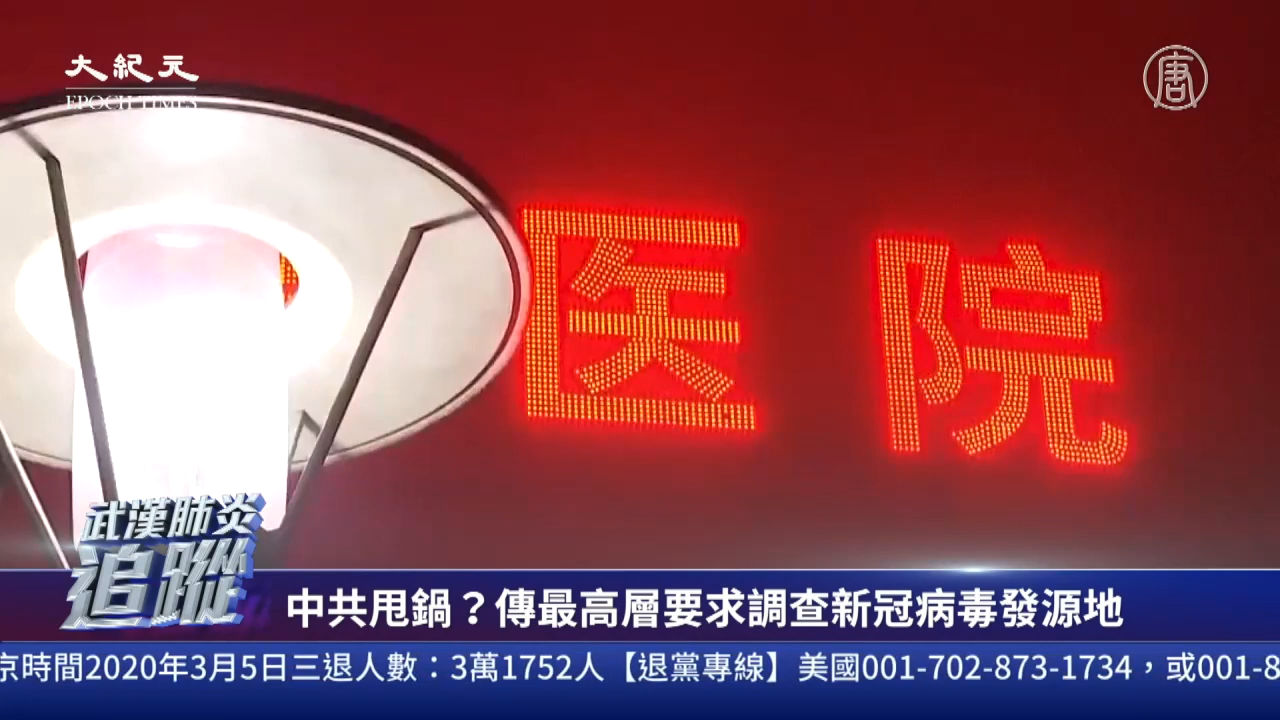 大紀元
EPOCH TIMES
唐
医院
武漢肺炎
追蹤
中共甩鍋？傳最高層要求調查新冠病毒發源地
京時間2020年3月5日三退人數：3萬1752人【退黨專線】美國001-702-873-1734，或001-8